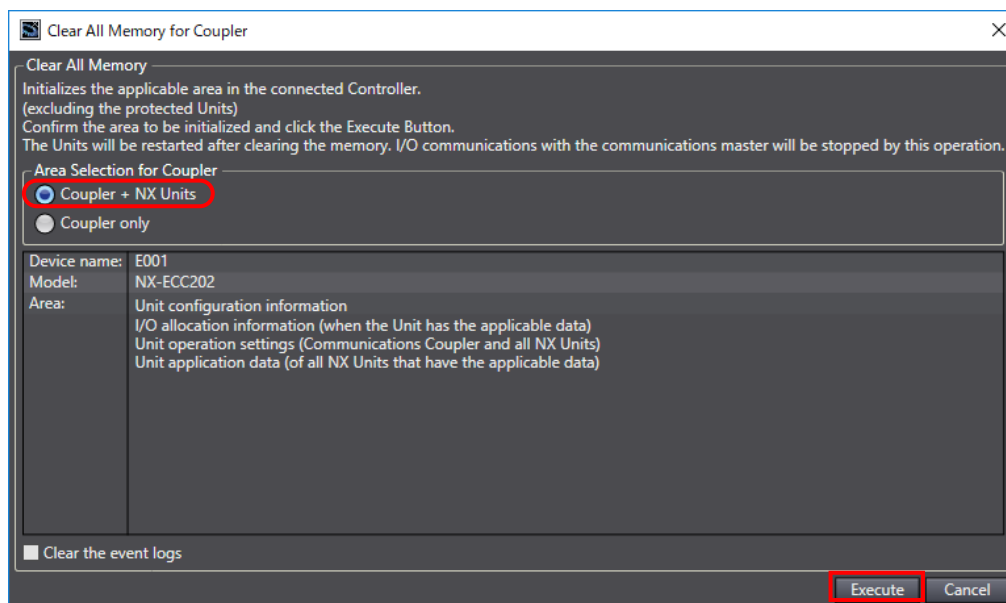 Clear All Memory for Coupler
Clear All Memory
Initializes the applicable area in the connected Controller.
(excluding the protected Units)
Confirm the area to be initialized and click the Execute Button.
The Units will be restarted after clearing the memory. I/O communications with the communications master will be stopped by this operation.
Area Selection for Coupler
Coupler + NX Units
Coupler only
Device name: E001
Model: NX-ECC202
Area: Unit configuration information
I/O allocation information (when the Unit has the applicable data)
Unit operation settings (Communications Coupler and all NX Units)
Unit application data (of all NX Units that have the applicable data)
Clear the event logs
Execute Cancel